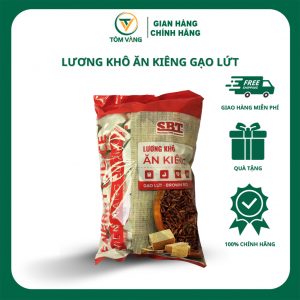 TÔM VÀNG
GIAN HÀNG
CHÍNH HÃNG
LƯƠNG KHÔ ĂN KIÊNG GẠO LỨT
FREE
GIAO HÀNG MIỄN PHÍ
QUÀ TẶNG
100% CHÍNH HÃNG
SBT
LƯƠNG KHÔ
ĂN KIÊNG
GẠO LỨT - BROWN RICE